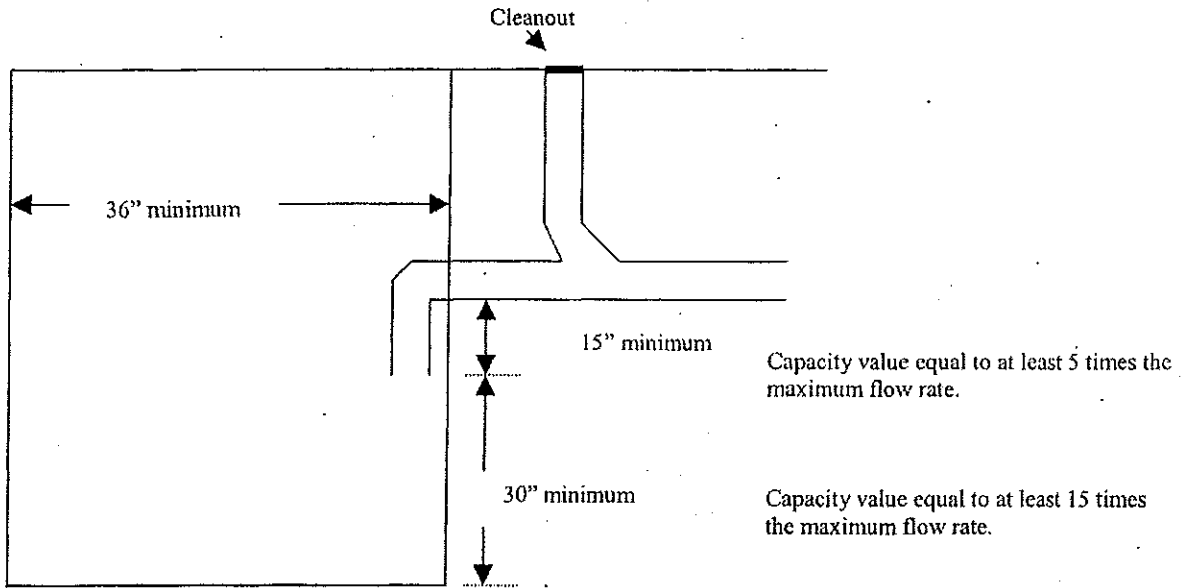 Cleanout
36” minimum
15” minimum
Capacity value equal to at least 5 times the
maximum flow rate.
30” minimum
Capacity value equal to at least 15 times
the maximum flow rate.